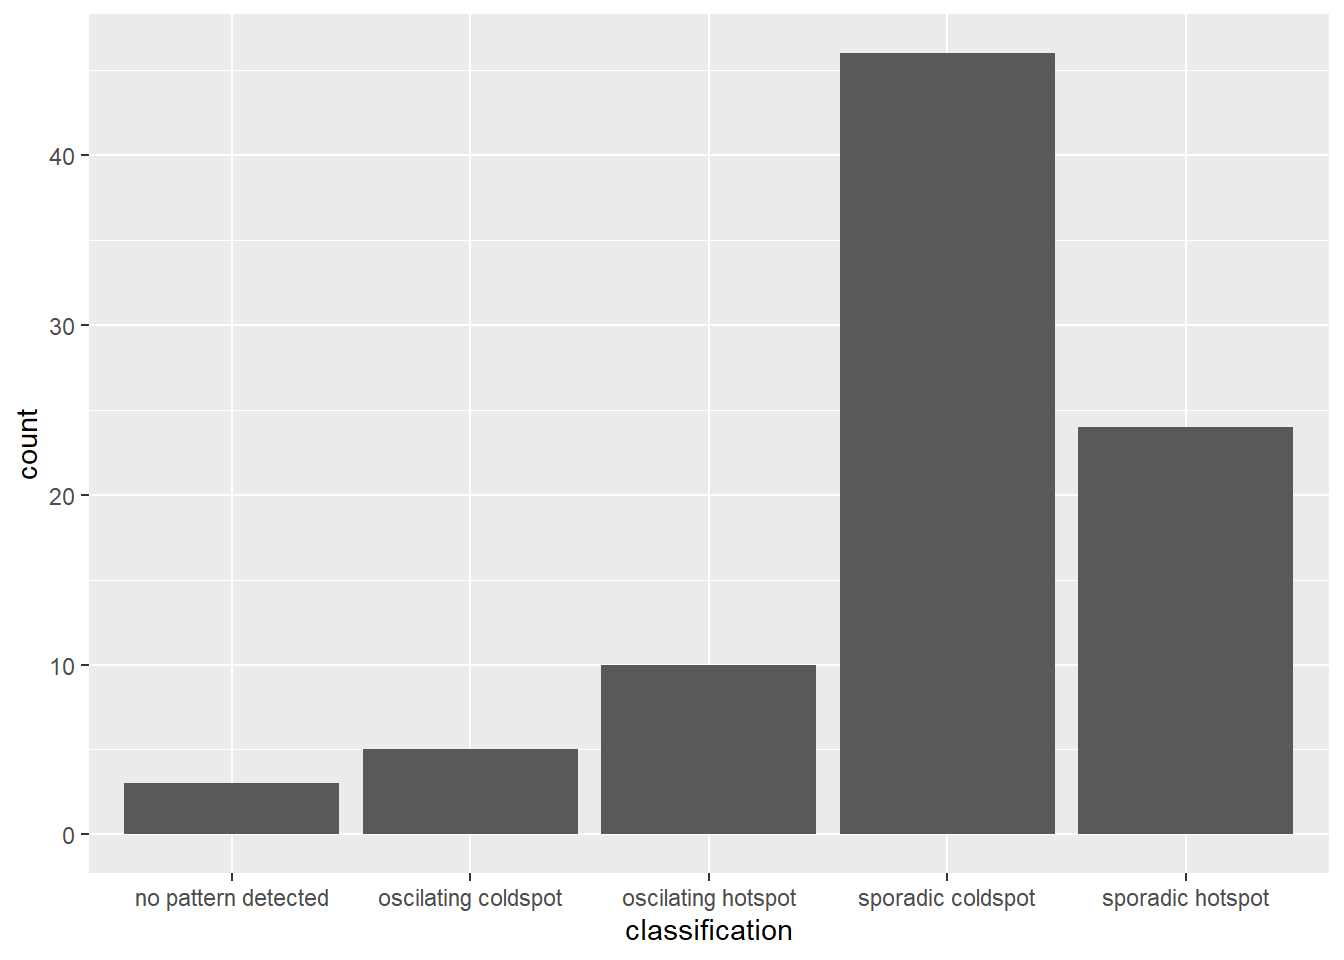 count
40
30
20
10
0
no pattern detected
oscilating coldspot
oscilating hotspot
sporadic coldspot
sporadic hotspot
classification